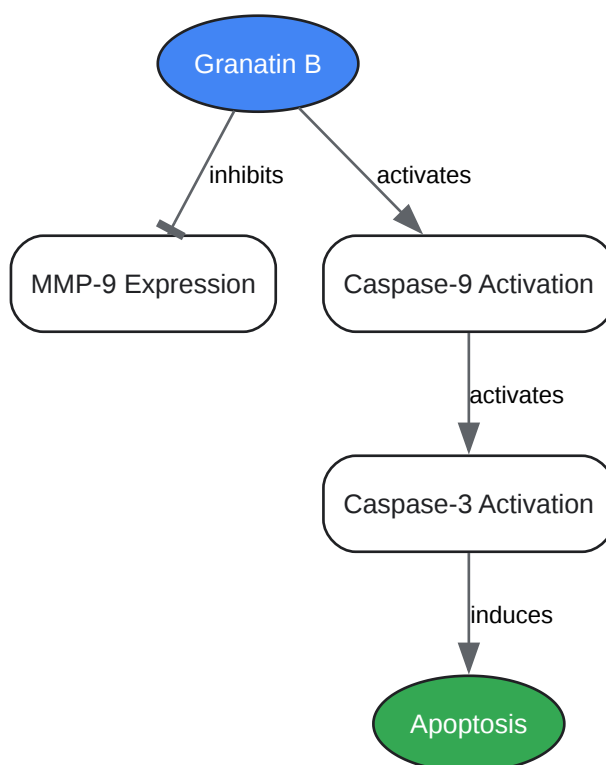 Granatin B
inhibits
activates
MMP-9 Expression
Caspase-9 Activation
activates
Caspase-3 Activation
induces
Apoptosis